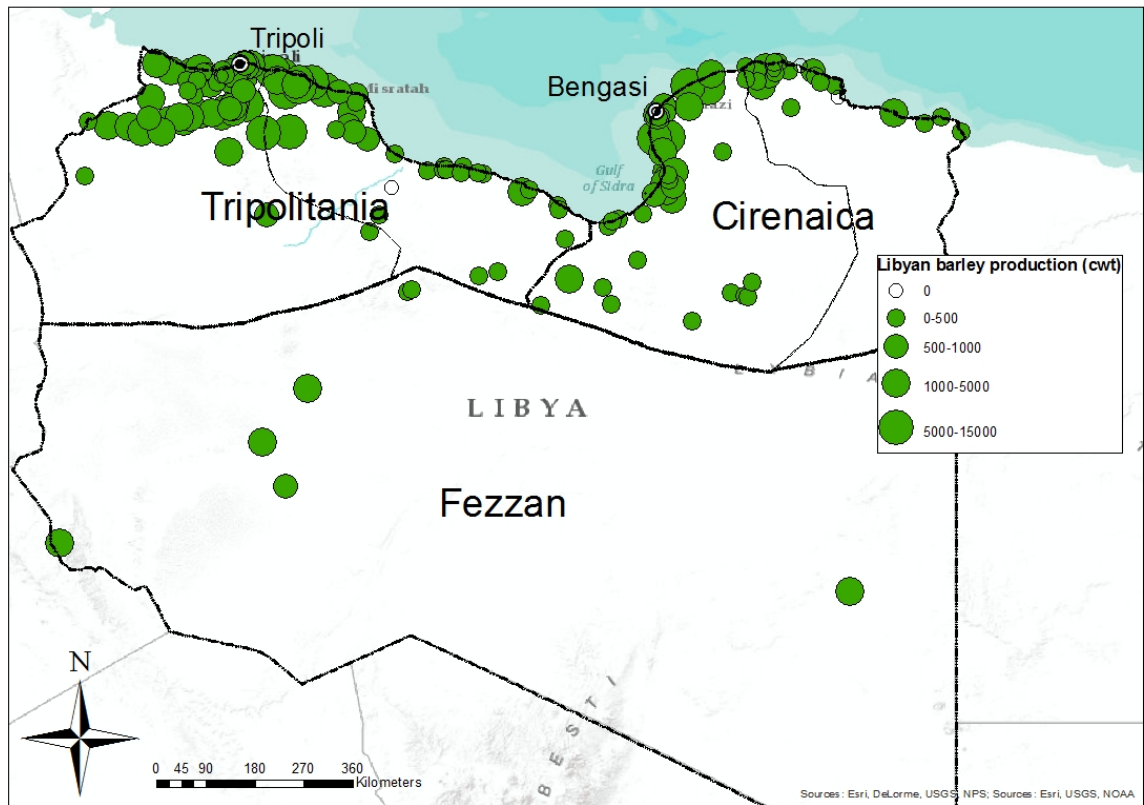 Tripoli
Misratah
Bengasi
Gulf
of Sidra
Tripolitania
Cirenaica
Libyan barley production (cwt)
0
0-500
500-1000
1000-5000
5000-15000
L I B Y A
L I B Y A
Fezzan
N
B E S T I
0 45 90 180 270 360
Kilometers
Sources: Esri, DeLorme, USGS, NPS; Sources: Esri, USGS, NOAA